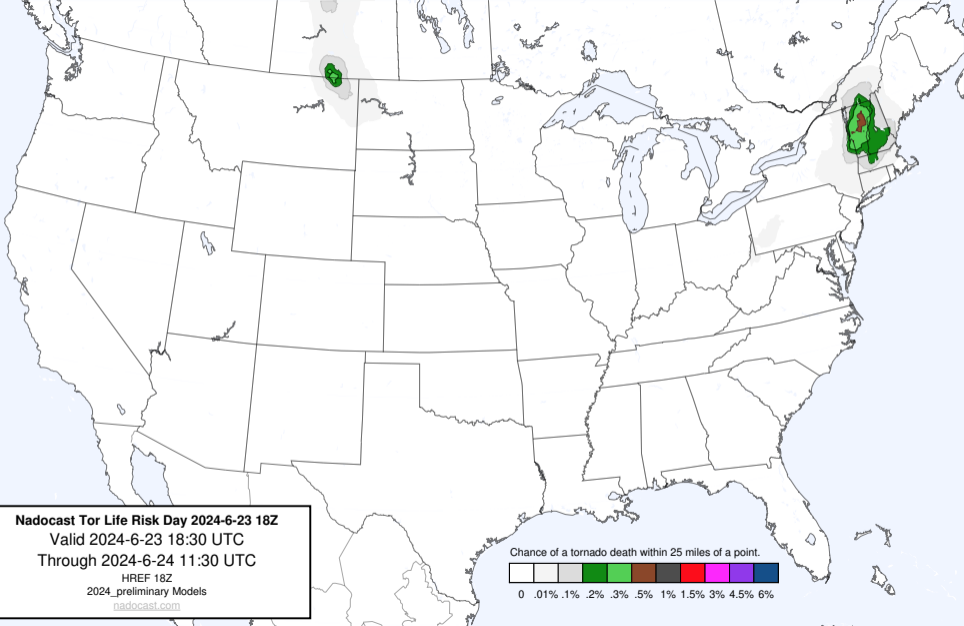 Nadocast Tor Life Risk Day 2024-6-23 18Z
Valid 2024-6-23 18:30 UTC
Through 2024-6-24 11:30 UTC
HREF 18Z
2024_preliminary Models
nadocast.com
Chance of a tornado death within 25 miles of a point.
0 .01% .1% .2% .3% .5% 1% 1.5% 3% 4.5% 6%